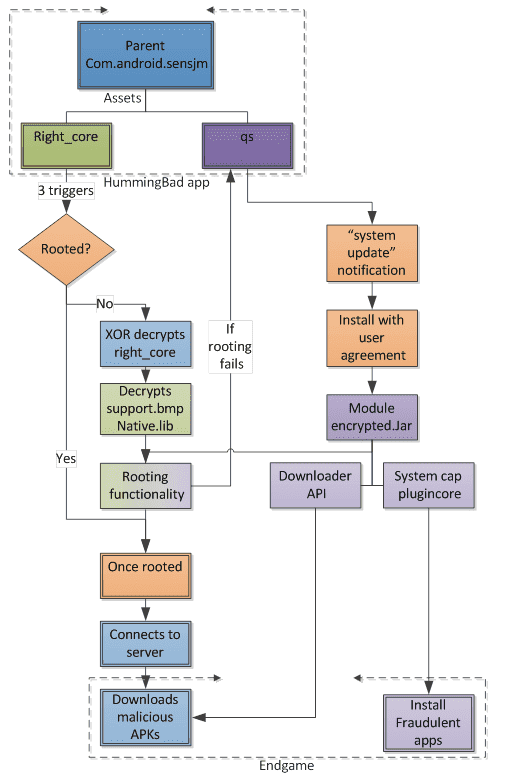 Parent
Com.android.sensjm
Assets
Right_core
qs
3 triggers
HummingBad app
Rooted?
"system
update"
notification
No
XOR decrypts
right_core
If
rooting
fails
Install with
user
agreement
Decrypts
support.bmp
Native.lib
Module
encrypted.Jar
Yes
Rooting
functionality
Downloader
API
System cap
plugincore
Once rooted
Connects to
server
Downloads
malicious
APKs
Install
Fraudulent
apps
Endgame